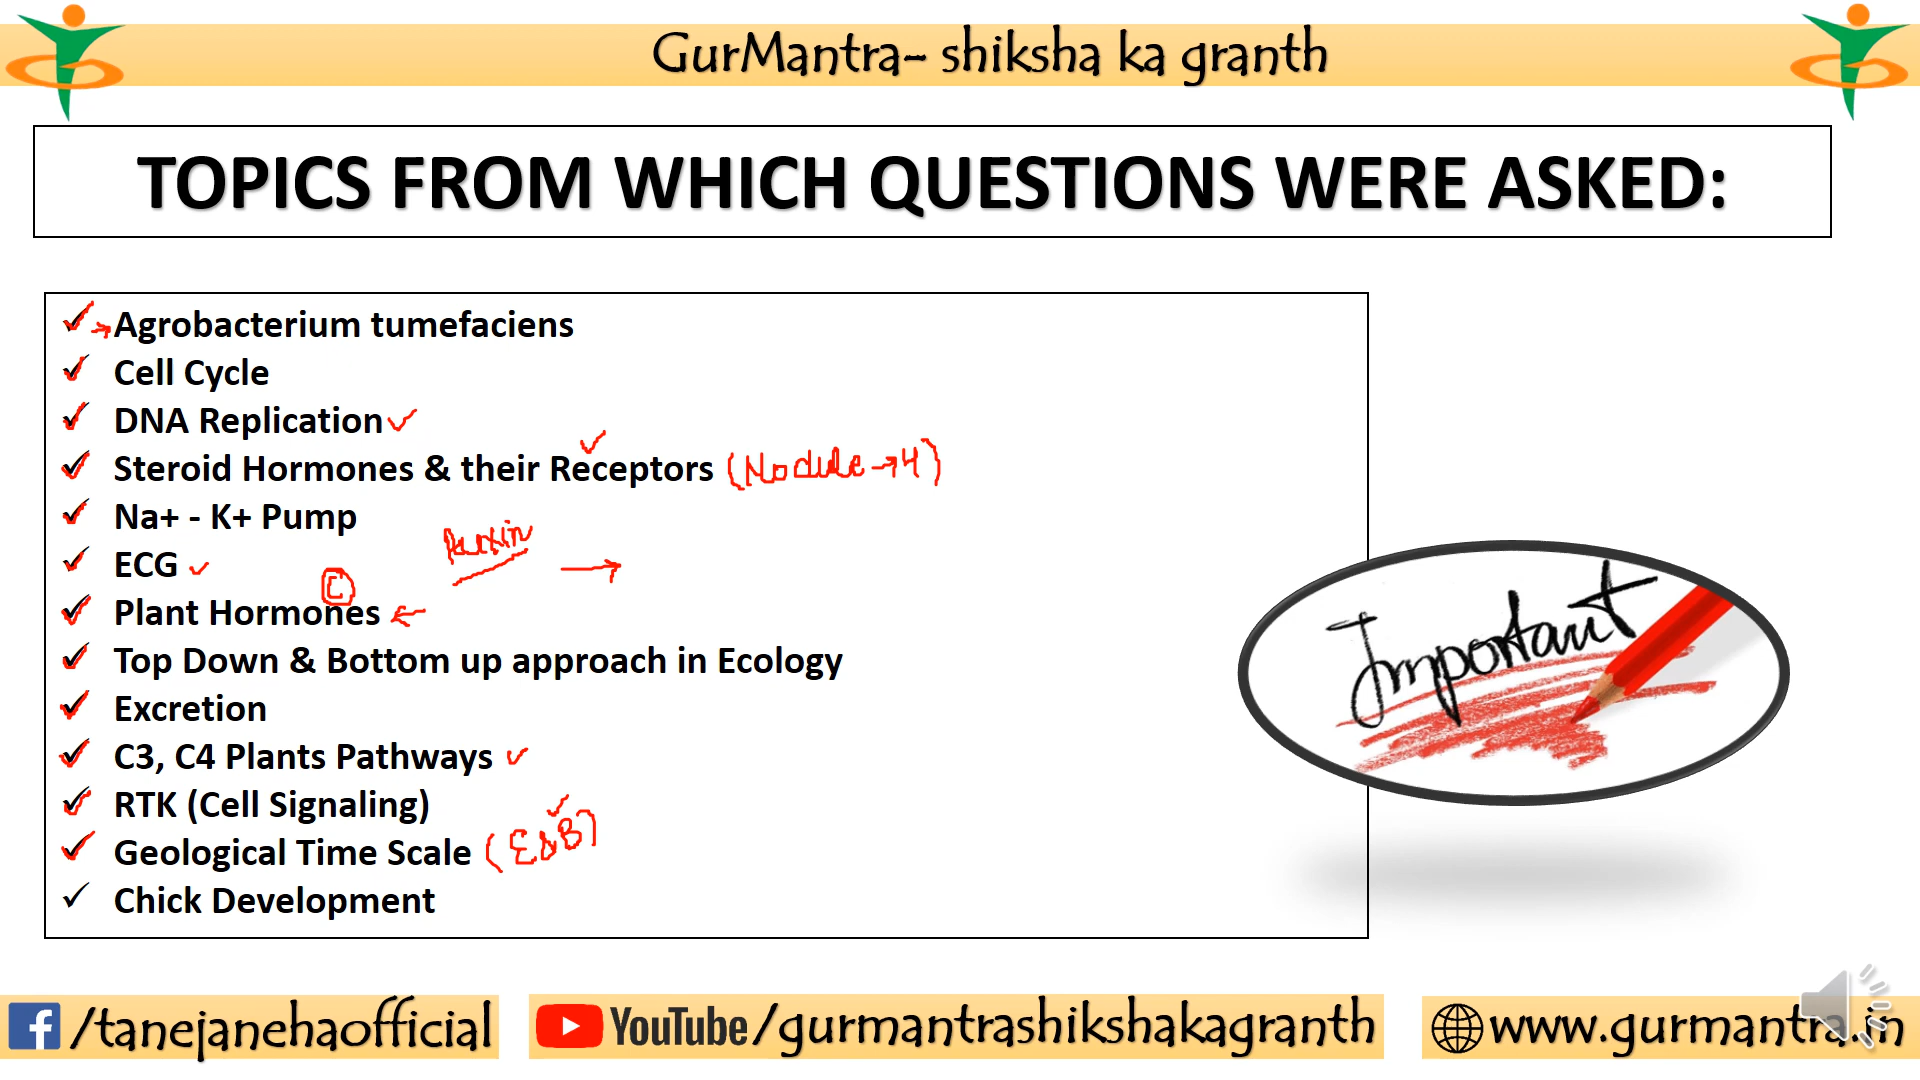 GurMantra- shiksha ka granth
TOPICS FROM WHICH QUESTIONS WERE ASKED:
Agrobacterium tumefaciens
Cell Cycle
DNA Replication
Steroid Hormones & their Receptors (Module → 4)
Na+ - K+ Pump
Auxin
ECG
C
Plant Hormones
Top Down & Bottom up approach in Ecology
Excretion
C3, C4 Plants Pathways
RTK (Cell Signaling)
Geological Time Scale (E&B)
Chick Development
Important
/tanejanehaofficial
YouTube/gurmantrashikshakagranth
www.gurmantra.in